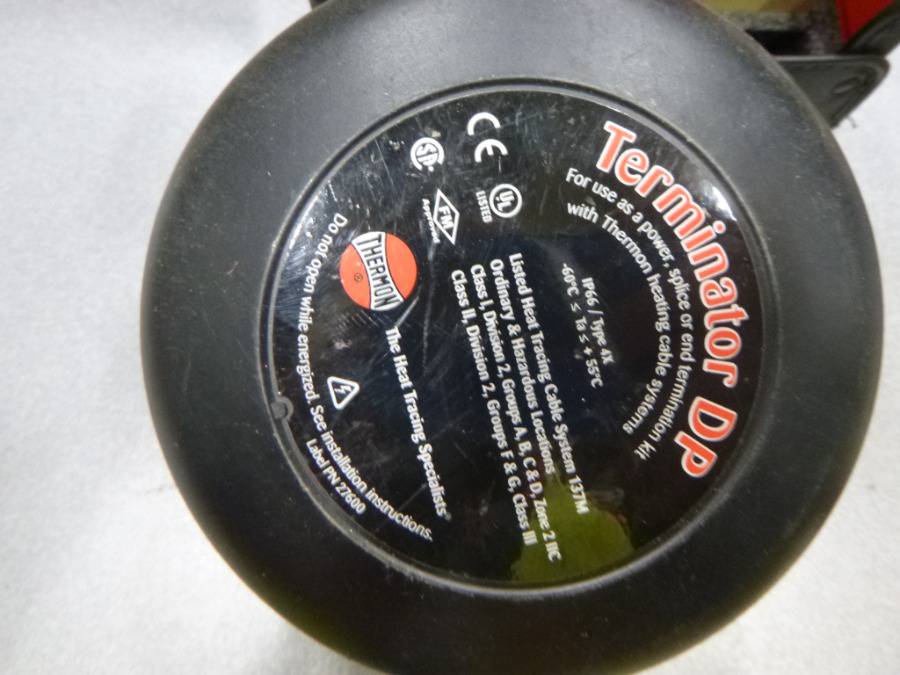 Terminator DP
For use as a power, splice or end termination kit
with Thermon heating cable systems
IP66 / Type 4X
-60°C ≤ Ta ≤ + 55°C
Listed Heat Tracing Cable System 137M
Ordinary & Hazardous Locations
Class I, Division 2, Groups A, B, C & D, Zone 2 IIC
Class II, Division 2, Groups F & G, Class III
CE
UL
LISTED
FM
Approved
THERMON
®
The Heat Tracing Specialists®
Do not open while energized. See installation instructions.
Label PN 27600